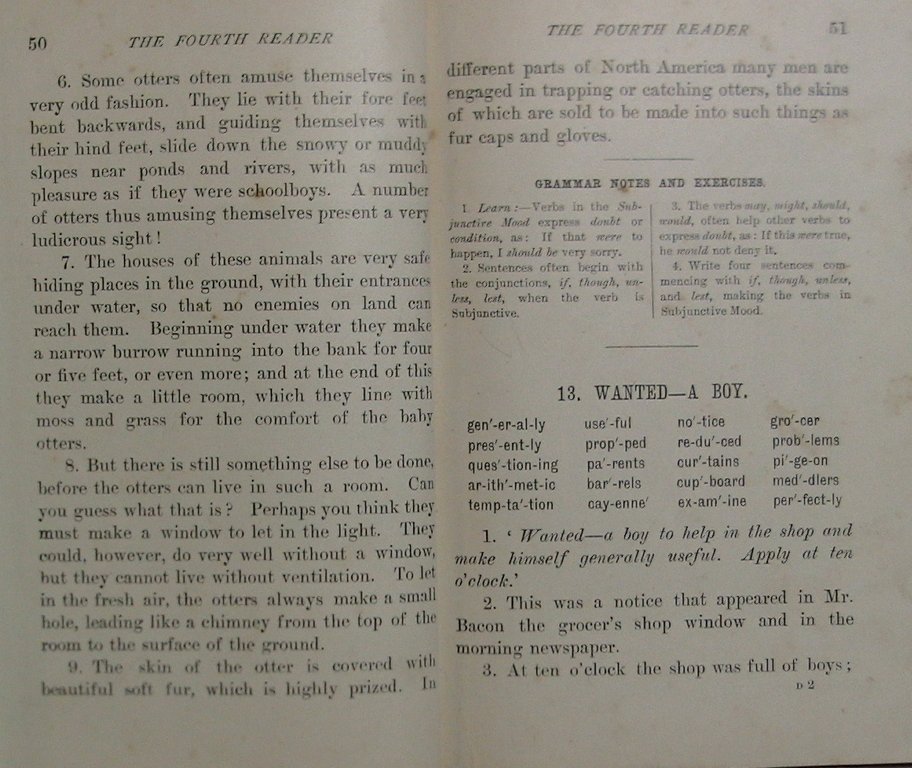 50 THE FOURTH READER
6. Some otters often amuse themselves in a
very odd fashion. They lie with their fore feet
bent backwards, and guiding themselves with
their hind feet, slide down the snowy or muddy
slopes near ponds and rivers, with as much
pleasure as if they were schoolboys. A number
of otters thus amusing themselves present a very
ludicrous sight!
7. The houses of these animals are very safe
hiding places in the ground, with their entrances
under water, so that no enemies on land can
reach them. Beginning under water they make
a narrow burrow running into the bank for four
or five feet, or even more; and at the end of this
they make a little room, which they line with
moss and grass for the comfort of the baby
otters.
8. But there is still something else to be done,
before the otters can live in such a room. Can
you guess what that is? Perhaps you think they
must make a window to let in the light. They
could, however, do very well without a window,
but they cannot live without ventilation. To let
in the fresh air, the otters always make a small
hole, leading like a chimney from the top of the
room to the surface of the ground.
9. The skin of the otter is covered with
beautiful soft fur, which is highly prized. In
THE FOURTH READER 51
different parts of North America many men are
engaged in trapping or catching otters, the skins
of which are sold to be made into such things as
fur caps and gloves.
GRAMMAR NOTES AND EXERCISES.
1. Learn:—Verbs in the Sub-
junctive Mood express doubt or
condition, as: If that were to
happen, I should be very sorry.
2. Sentences often begin with
the conjunctions, if, though, un-
less, lest, when the verb is
Subjunctive.
3. The verbs may, might, should,
would, often help other verbs to
express doubt, as: If this were true,
he would not deny it.
4. Write four sentences com-
mencing with if, though, unless,
and lest, making the verbs in
Subjunctive Mood.
13. WANTED—A BOY.
gen′-er-al-ly use′-ful no′-tice gro′-cer
pres′-ent-ly prop′-ped re-du′-ced prob′-lems
ques′-tion-ing pa′-rents cur′-tains pi′-ge-on
ar-ith′-met-ic bar′-rels cup′-board med′-dlers
temp-ta′-tion cay-enne′ ex-am′-ine per′-fect-ly
1. ‘Wanted—a boy to help in the shop and
make himself generally useful. Apply at ten
o'clock.’
2. This was a notice that appeared in Mr.
Bacon the grocer's shop window and in the
morning newspaper.
3. At ten o'clock the shop was full of boys;
D 2